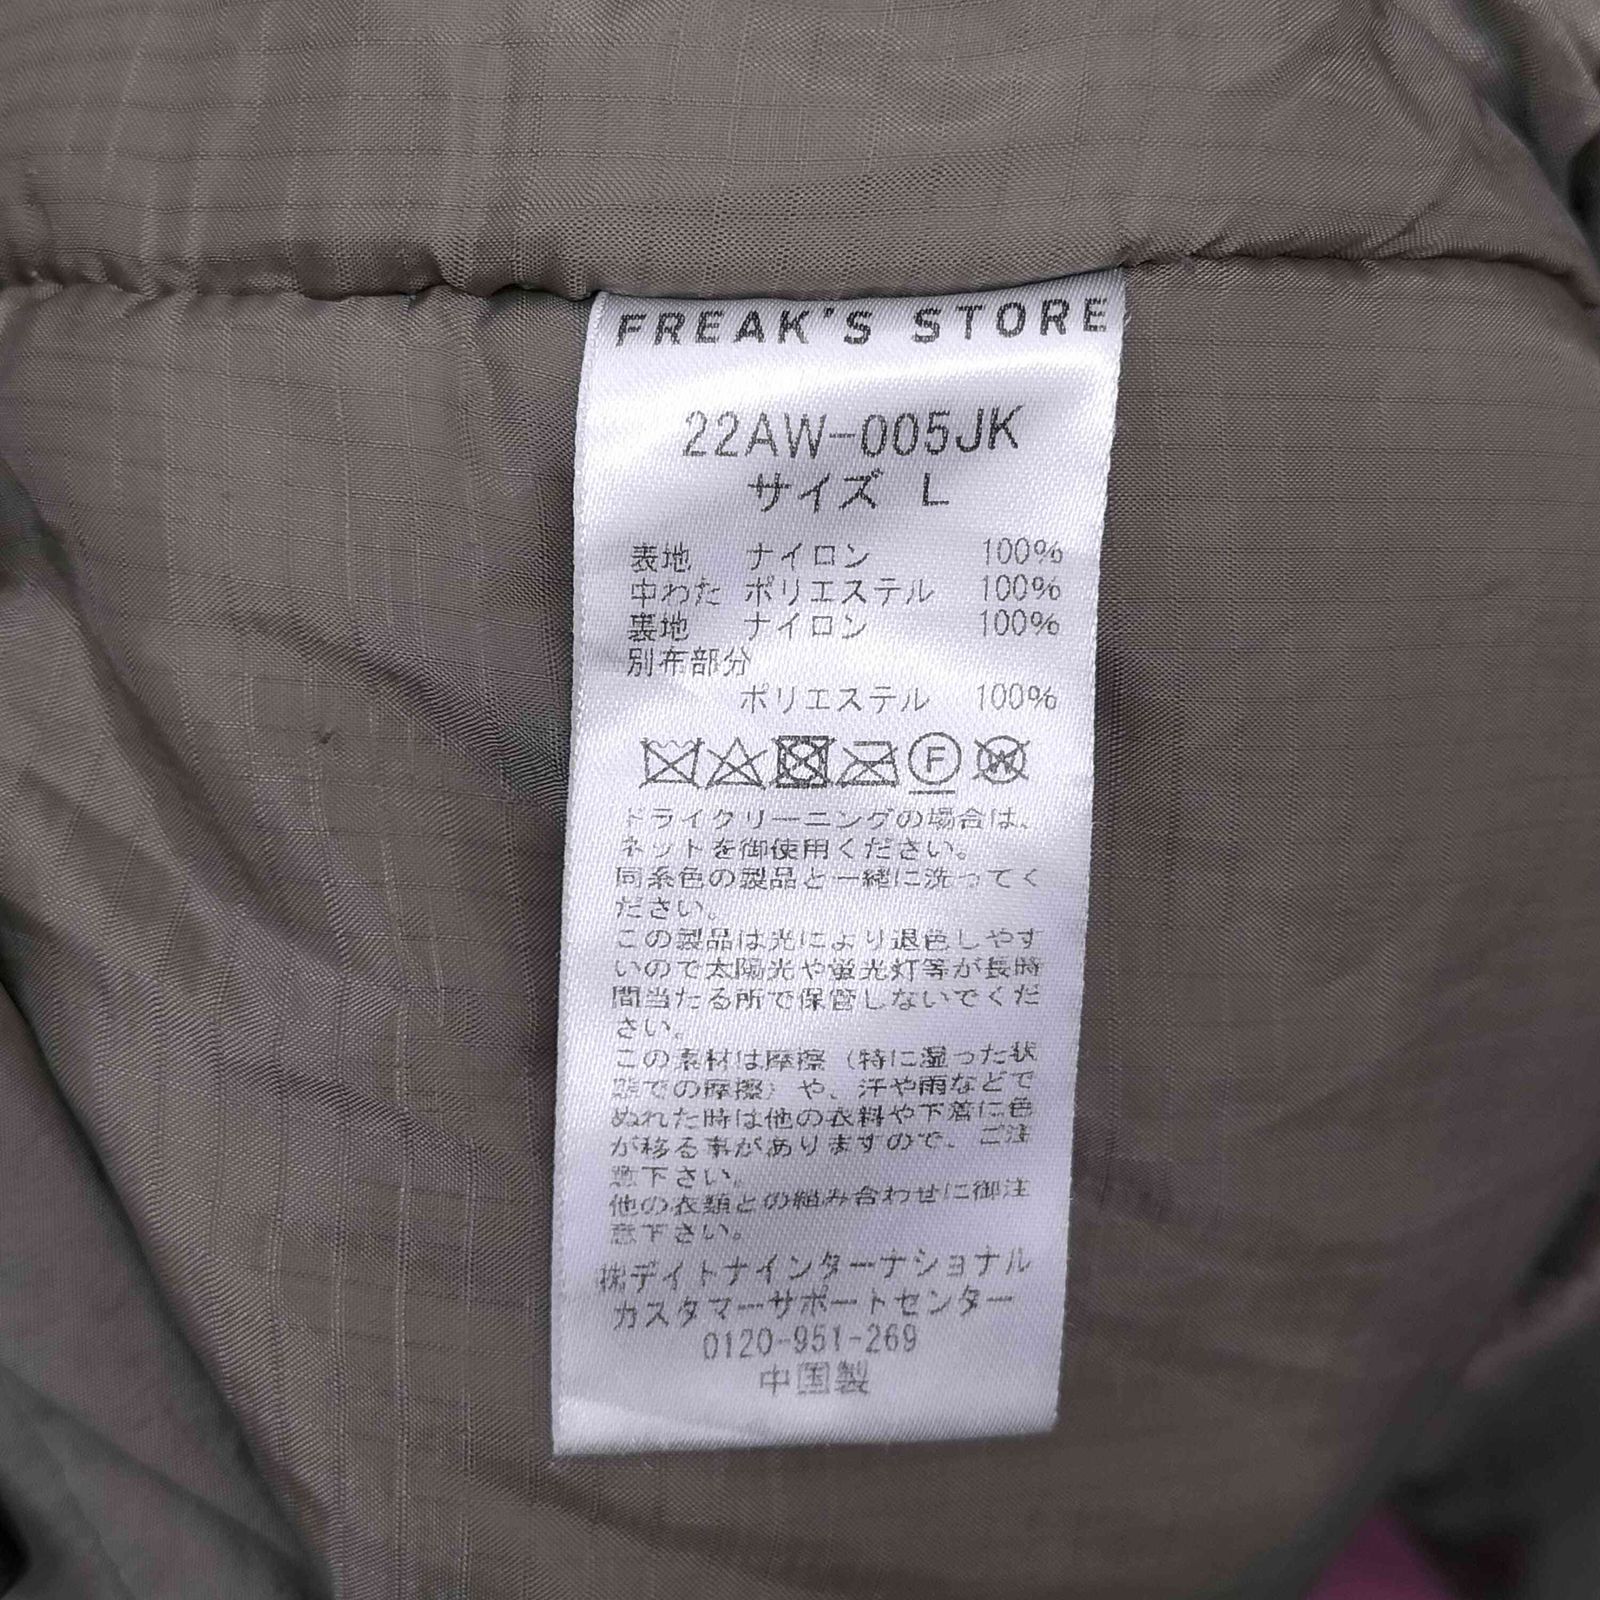 FREAK'S STORE
22AW-005JK
サイズ L
表地 ナイロン 100%
中わた ポリエステル 100%
裏地 ナイロン 100%
別布部分
ポリエステル 100%
F
W
ドライクリーニングの場合は、
ネットを御使用ください。
同系色の製品と一緒に洗ってく
ださい。
この製品は光により退色しやす
いので太陽光や蛍光灯等が長時
間当たる所で保管しないでくだ
さい。
この素材は摩擦（特に湿った状
態での摩擦）や、汗や雨などで
ぬれた時は他の衣料や下着に色
が移る事がありますので、ご注
意下さい。
他の衣類との組み合わせに御注
意下さい。
㈱デイトナインターナショナル
カスタマーサポートセンター
0120-951-269
中国製